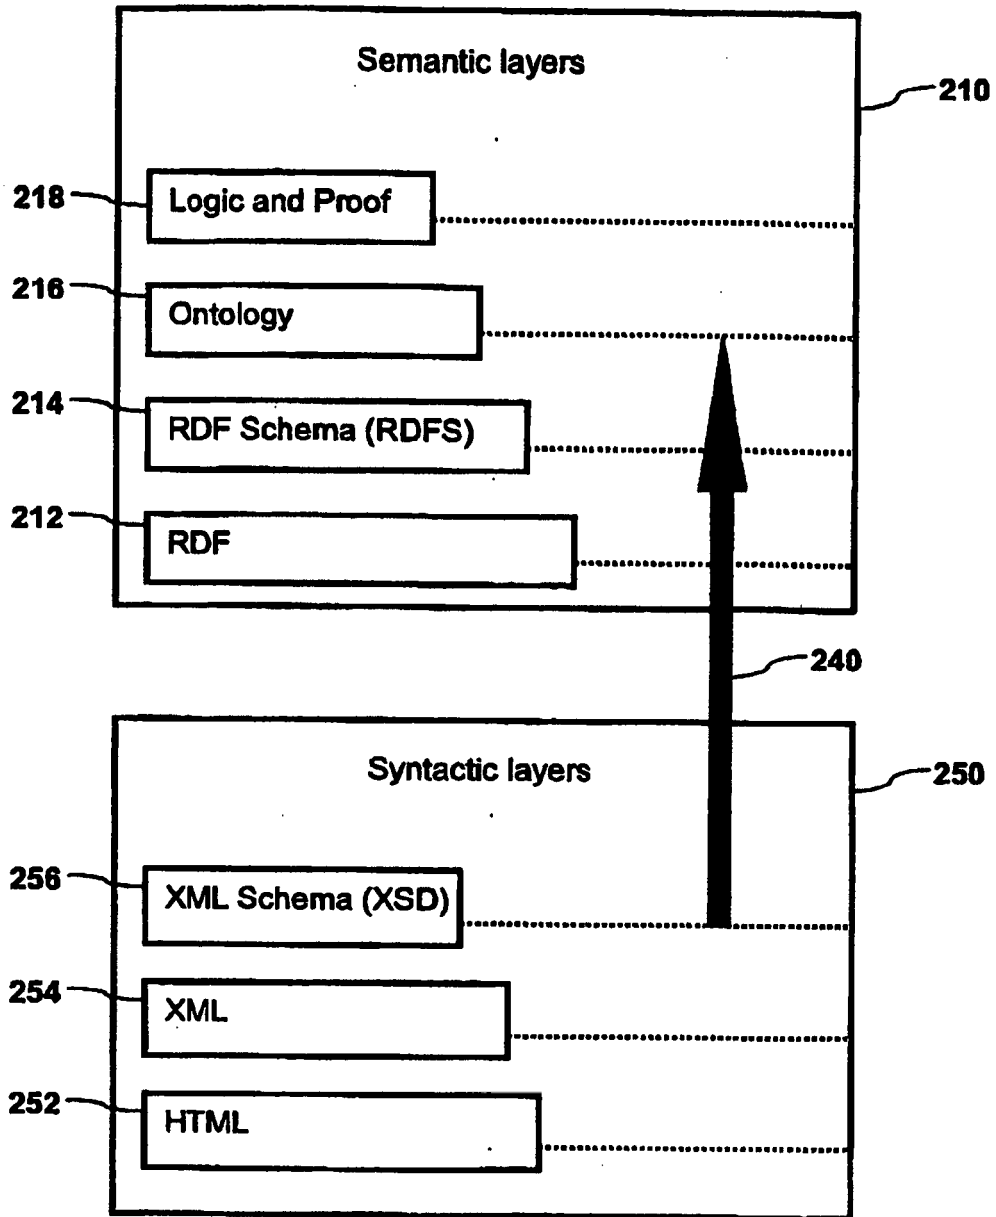 Semantic layers
210
218
Logic and Proof
216
Ontology
214
RDF Schema (RDFS)
212
RDF
240
Syntactic layers
250
256
XML Schema (XSD)
254
XML
252
HTML